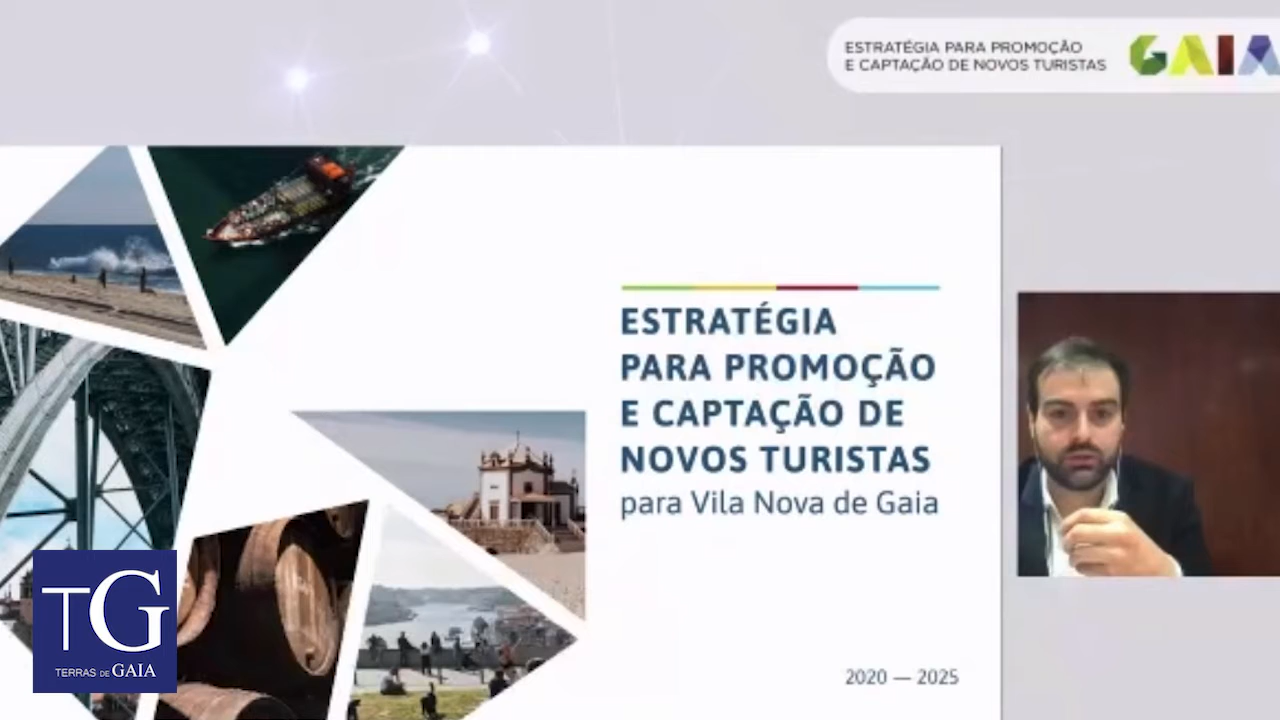 ESTRATÉGIA PARA PROMOÇÃO
E CAPTAÇÃO DE NOVOS TURISTAS
GAIA
ESTRATÉGIA
PARA PROMOÇÃO
E CAPTAÇÃO DE
NOVOS TURISTAS
para Vila Nova de Gaia
2020 — 2025
TG
TERRAS DE GAIA